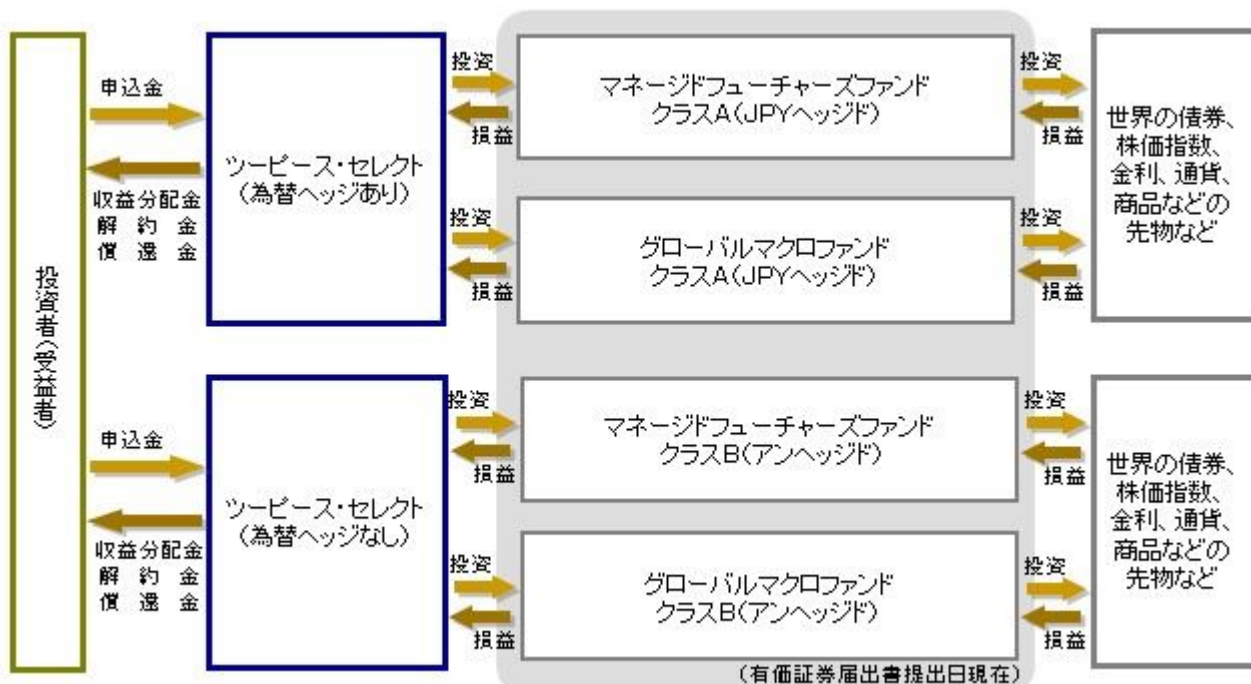 投資者(受益者)
申込金
収益分配金
解約金
償還金
ツーピース・セレクト
(為替ヘッジあり)
投資
損益
マネージドフューチャーズファンド
クラスA(JPYヘッジド)
投資
損益
投資
損益
グローバルマクロファンド
クラスA(JPYヘッジド)
投資
損益
世界の債券、
株価指数、
金利、通貨、
商品などの
先物など
申込金
収益分配金
解約金
償還金
ツーピース・セレクト
(為替ヘッジなし)
投資
損益
マネージドフューチャーズファンド
クラスB(アンヘッジド)
投資
損益
投資
損益
グローバルマクロファンド
クラスB(アンヘッジド)
投資
損益
世界の債券、
株価指数、
金利、通貨、
商品などの
先物など
(有価証券届出書提出日現在)